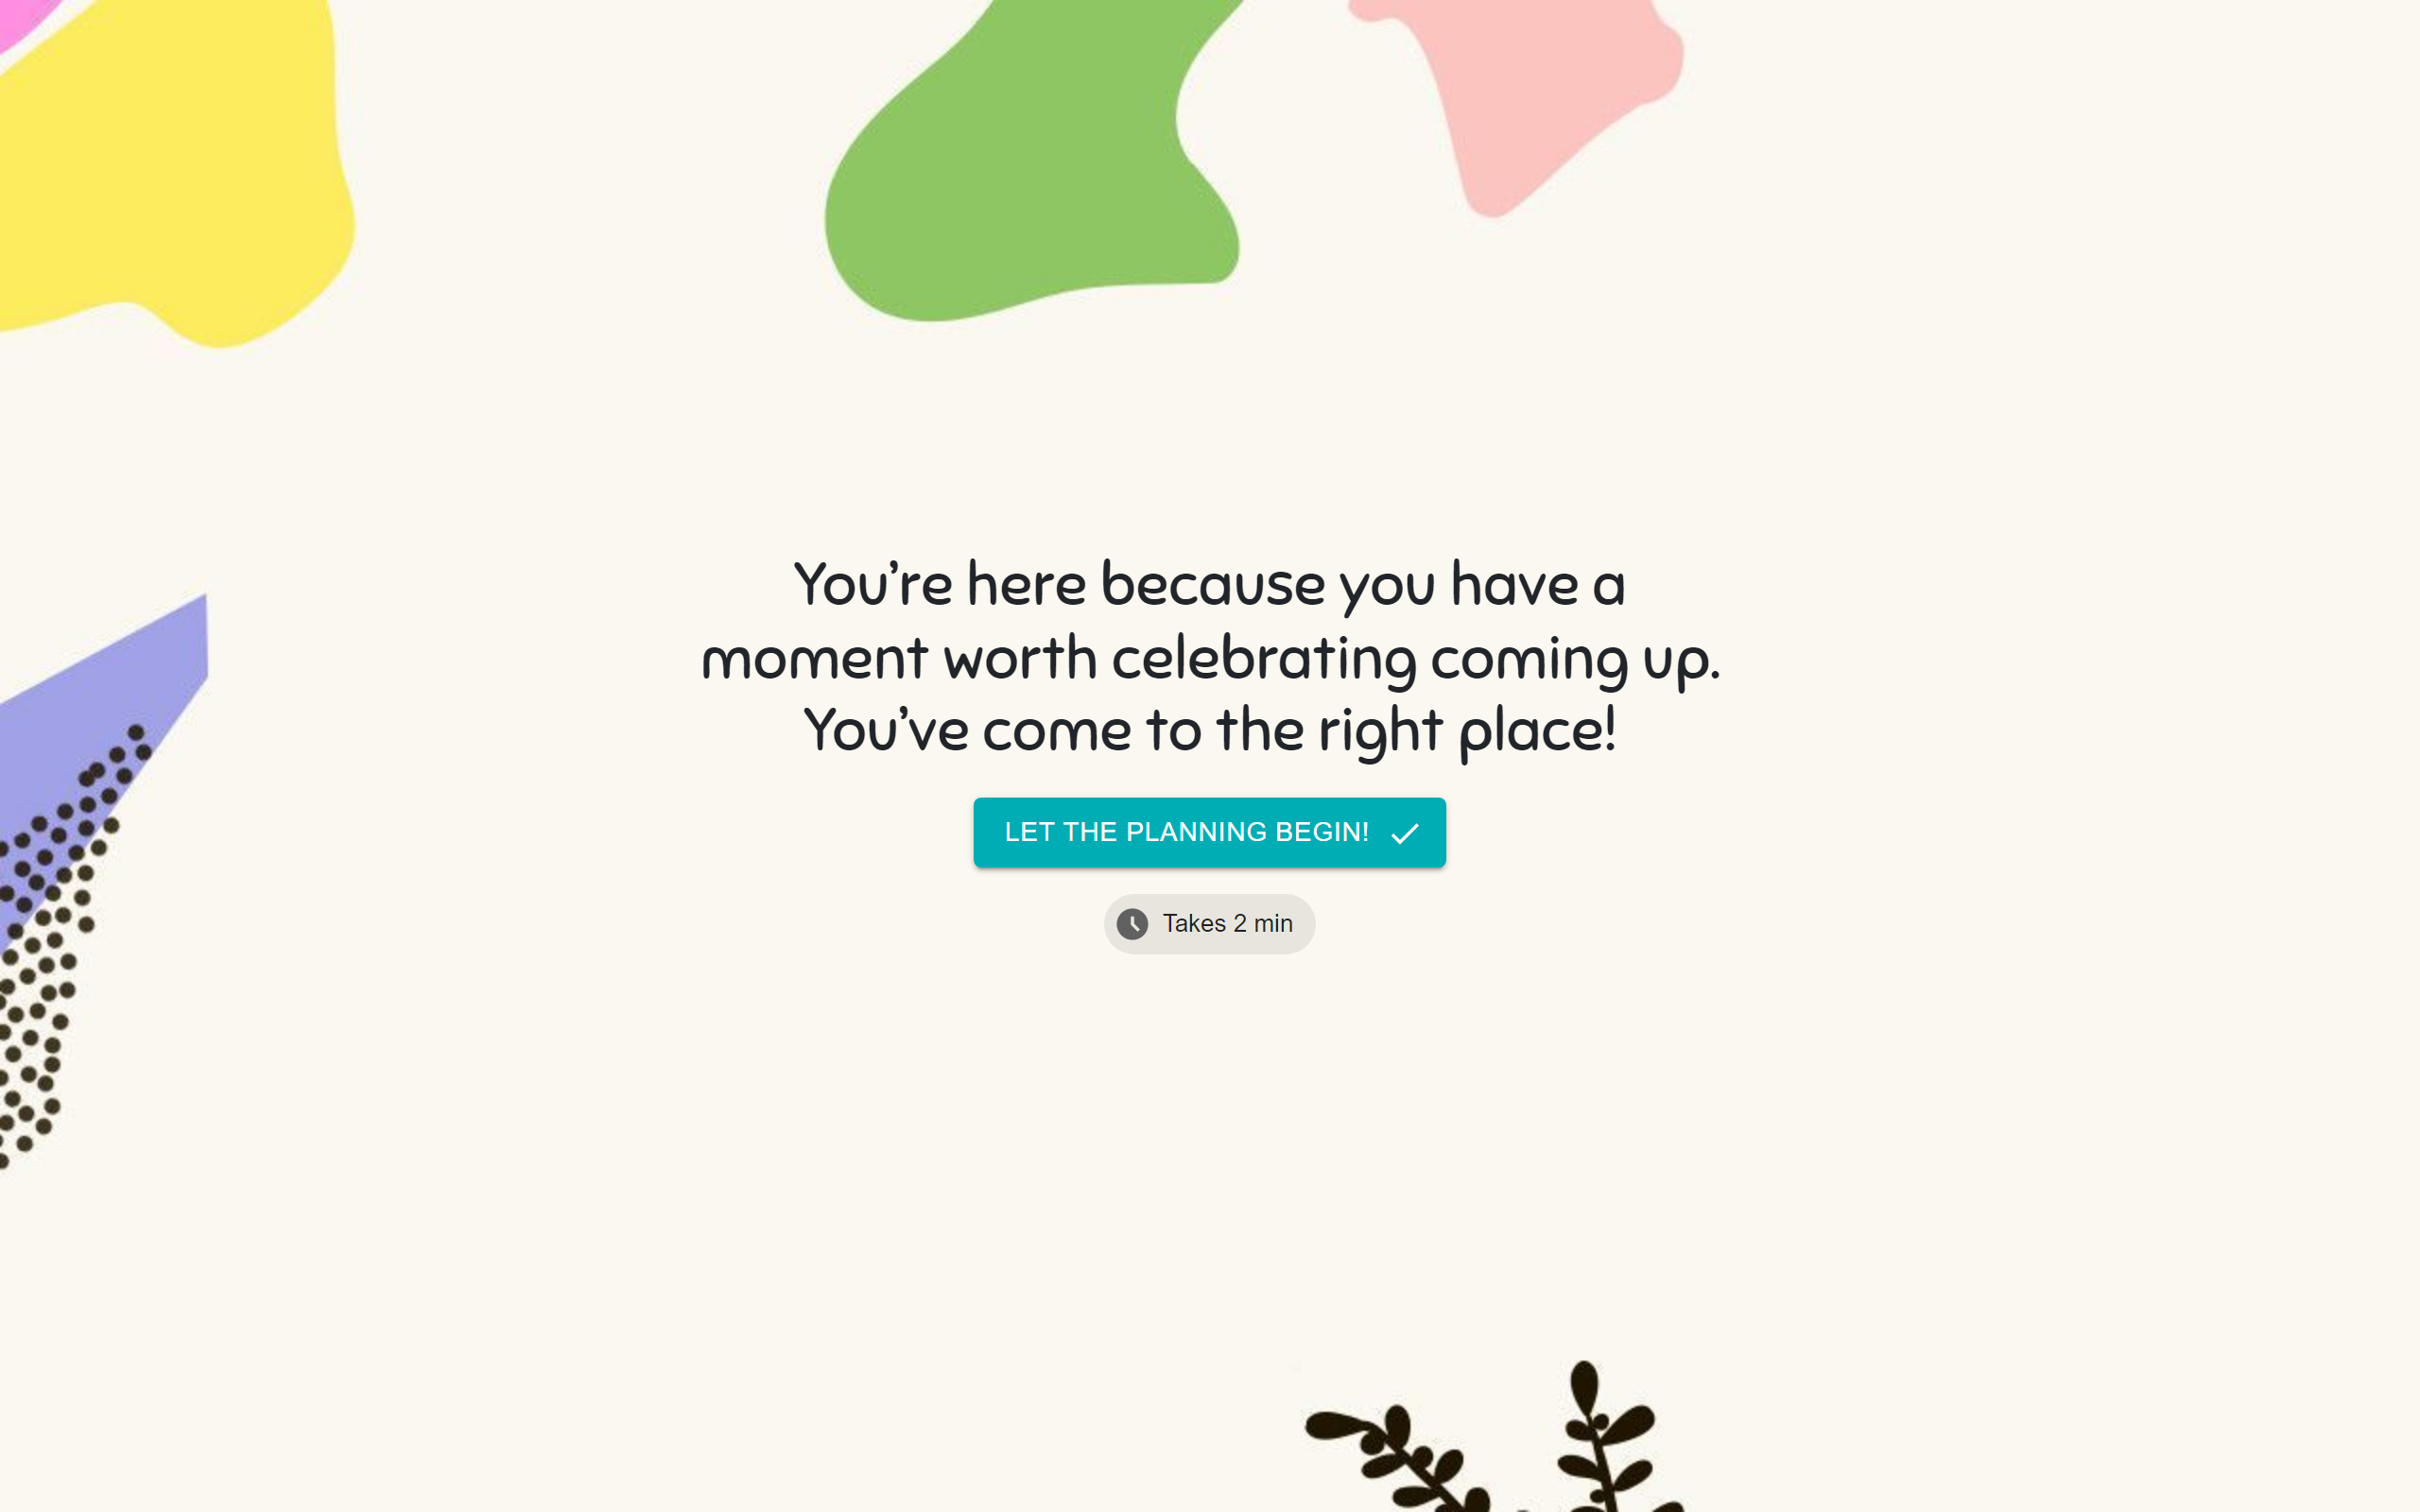 You’re here because you have a
moment worth celebrating coming up.
You’ve come to the right place!
LET THE PLANNING BEGIN!
Takes 2 min